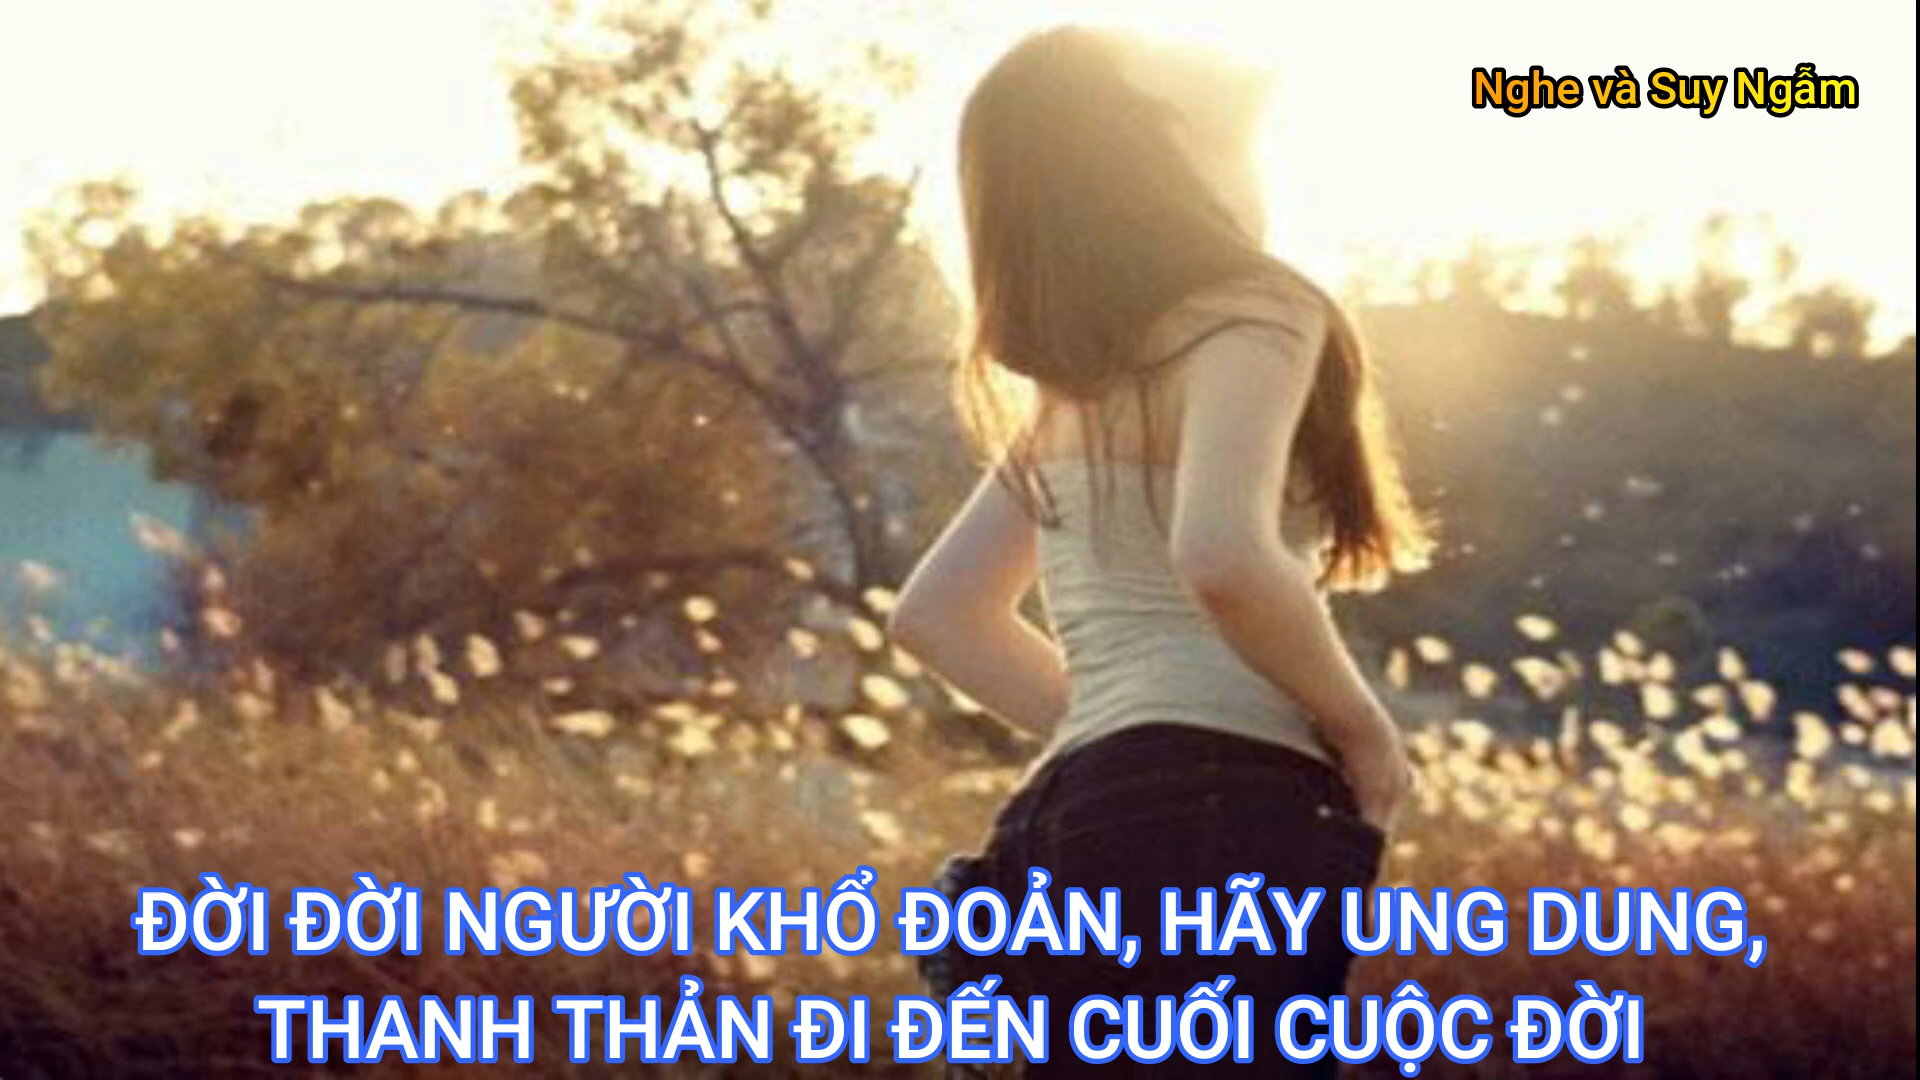 Nghe và Suy Ngẫm
ĐỜI ĐỜI NGƯỜI KHỔ ĐOẢN, HÃY UNG DUNG,
THANH THẢN ĐI ĐẾN CUỐI CUỘC ĐỜI